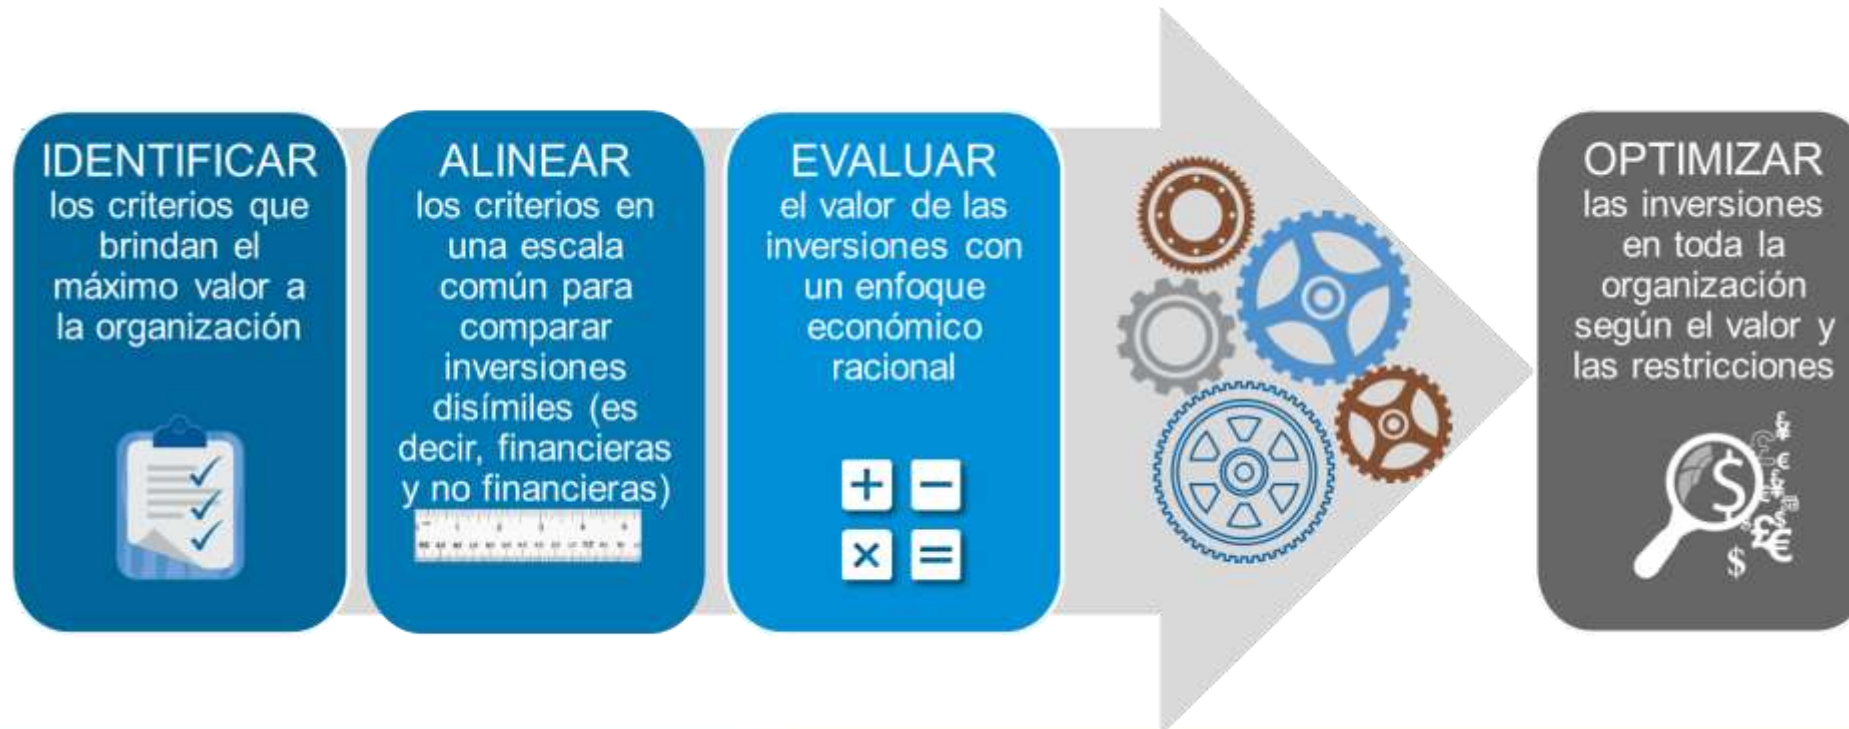 IDENTIFICAR
los criterios que
brindan el
máximo valor a
la organización
ALINEAR
los criterios en
una escala
común para
comparar
inversiones
disímiles (es
decir, financieras
y no financieras)
EVALUAR
el valor de las
inversiones con
un enfoque
económico
racional
OPTIMIZAR
las inversiones
en toda la
organización
según el valor y
las restricciones